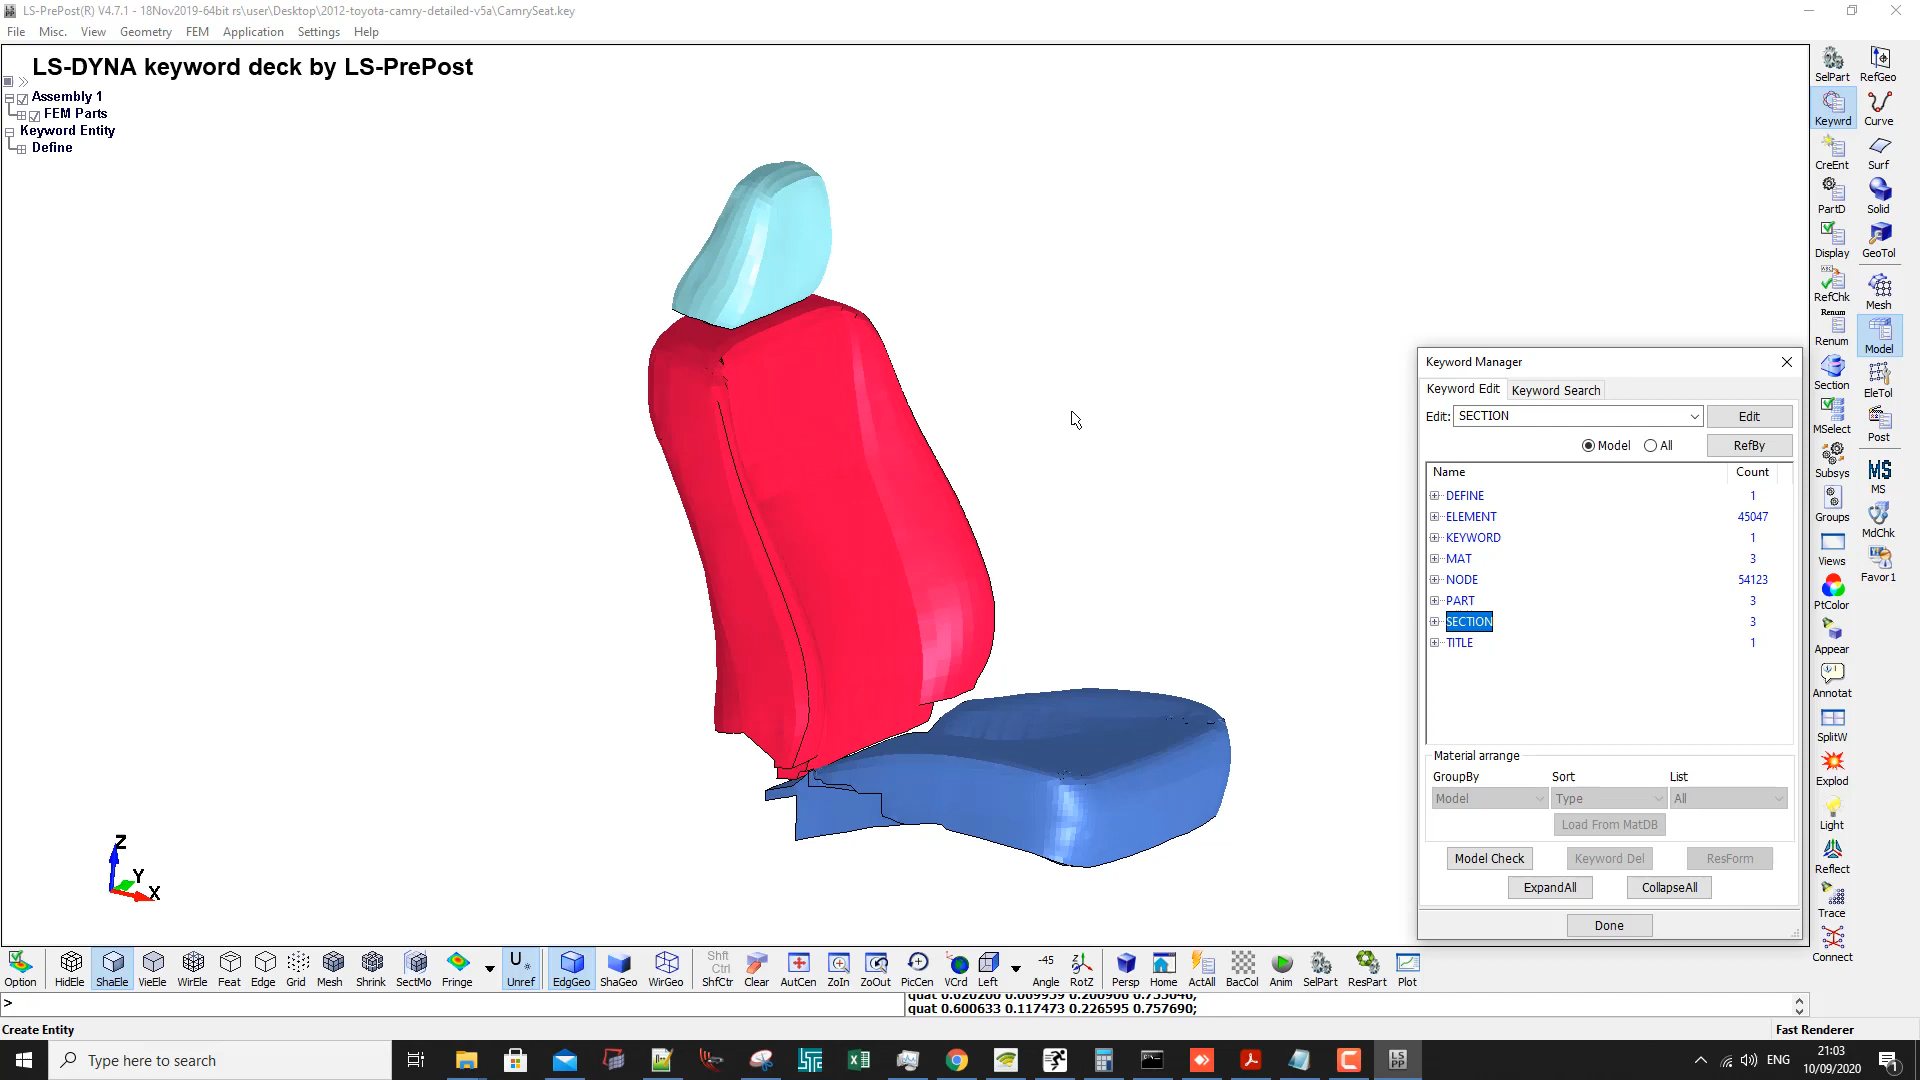 LS-PrePost(R) V4.7.1 - 18Nov2019-64bit rs\user\Desktop\2012-toyota-camry-detailed-v5a\CamrySeat.key
File Misc. View Geometry FEM Application Settings Help
LS-DYNA keyword deck by LS-PrePost
Assembly 1
FEM Parts
Keyword Entity
Define
Z
Y
X
Keyword Manager
Keyword Edit Keyword Search
Edit: SECTION Edit
Model All RefBy
Name Count
DEFINE 1
ELEMENT 45047
KEYWORD 1
MAT 3
NODE 54123
PART 3
SECTION 3
TITLE 1
Material arrange
GroupBy Sort List
Model Type All
Load From MatDB
Model Check Keyword Del ResForm
ExpandAll CollapseAll
Done
SelPart RefGeo
Keywrd Curve
CreEnt Surf
PartD Solid
Display GeoTol
RefChk Mesh
Renum
Renum Model
Section EleTol
MSelect Post
Subsys MS
MS
Groups MdChk
Views Favor1
PtColor
Appear
Annotat
SplitW
Explod
Light
Reflect
Trace
Connect
Option HidEle ShaEle VieEle WirEle Feat Edge Grid Mesh Shrink SectMo Fringe Unref EdgGeo ShaGeo WirGeo Shft Ctrl ShfCtr Clear AutCen ZoIn ZoOut PicCen VCrd Left -45 Angle RotZ Persp Home ActAll BacCol Anim SelPart ResPart Plot
>
quat 0.600633 0.117473 0.226595 0.757690;
Create Entity Fast Renderer
Type here to search
LS
PP
ENG
21:03
10/09/2020
1